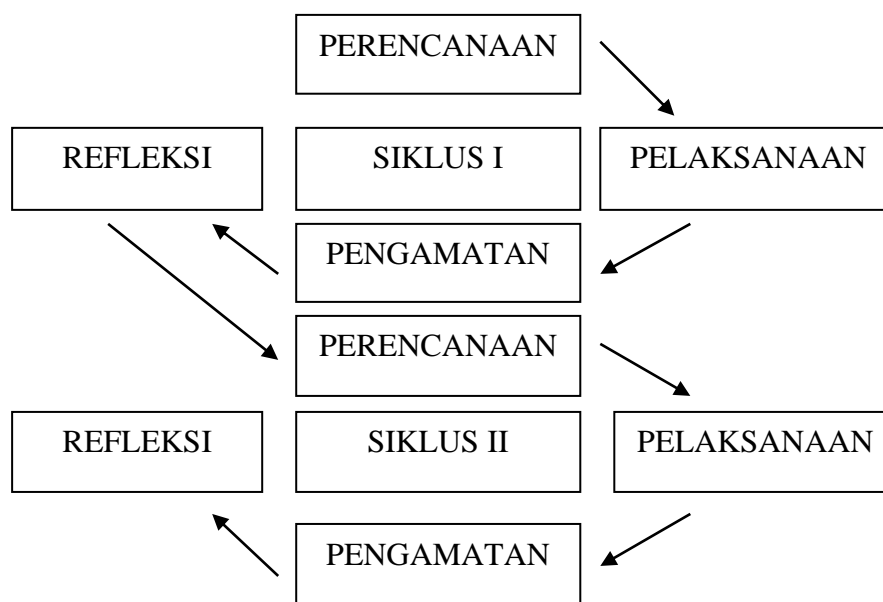 PERENCANAAN
REFLEKSI
SIKLUS I
PELAKSANAAN
PENGAMATAN
PERENCANAAN
REFLEKSI
SIKLUS II
PELAKSANAAN
PENGAMATAN